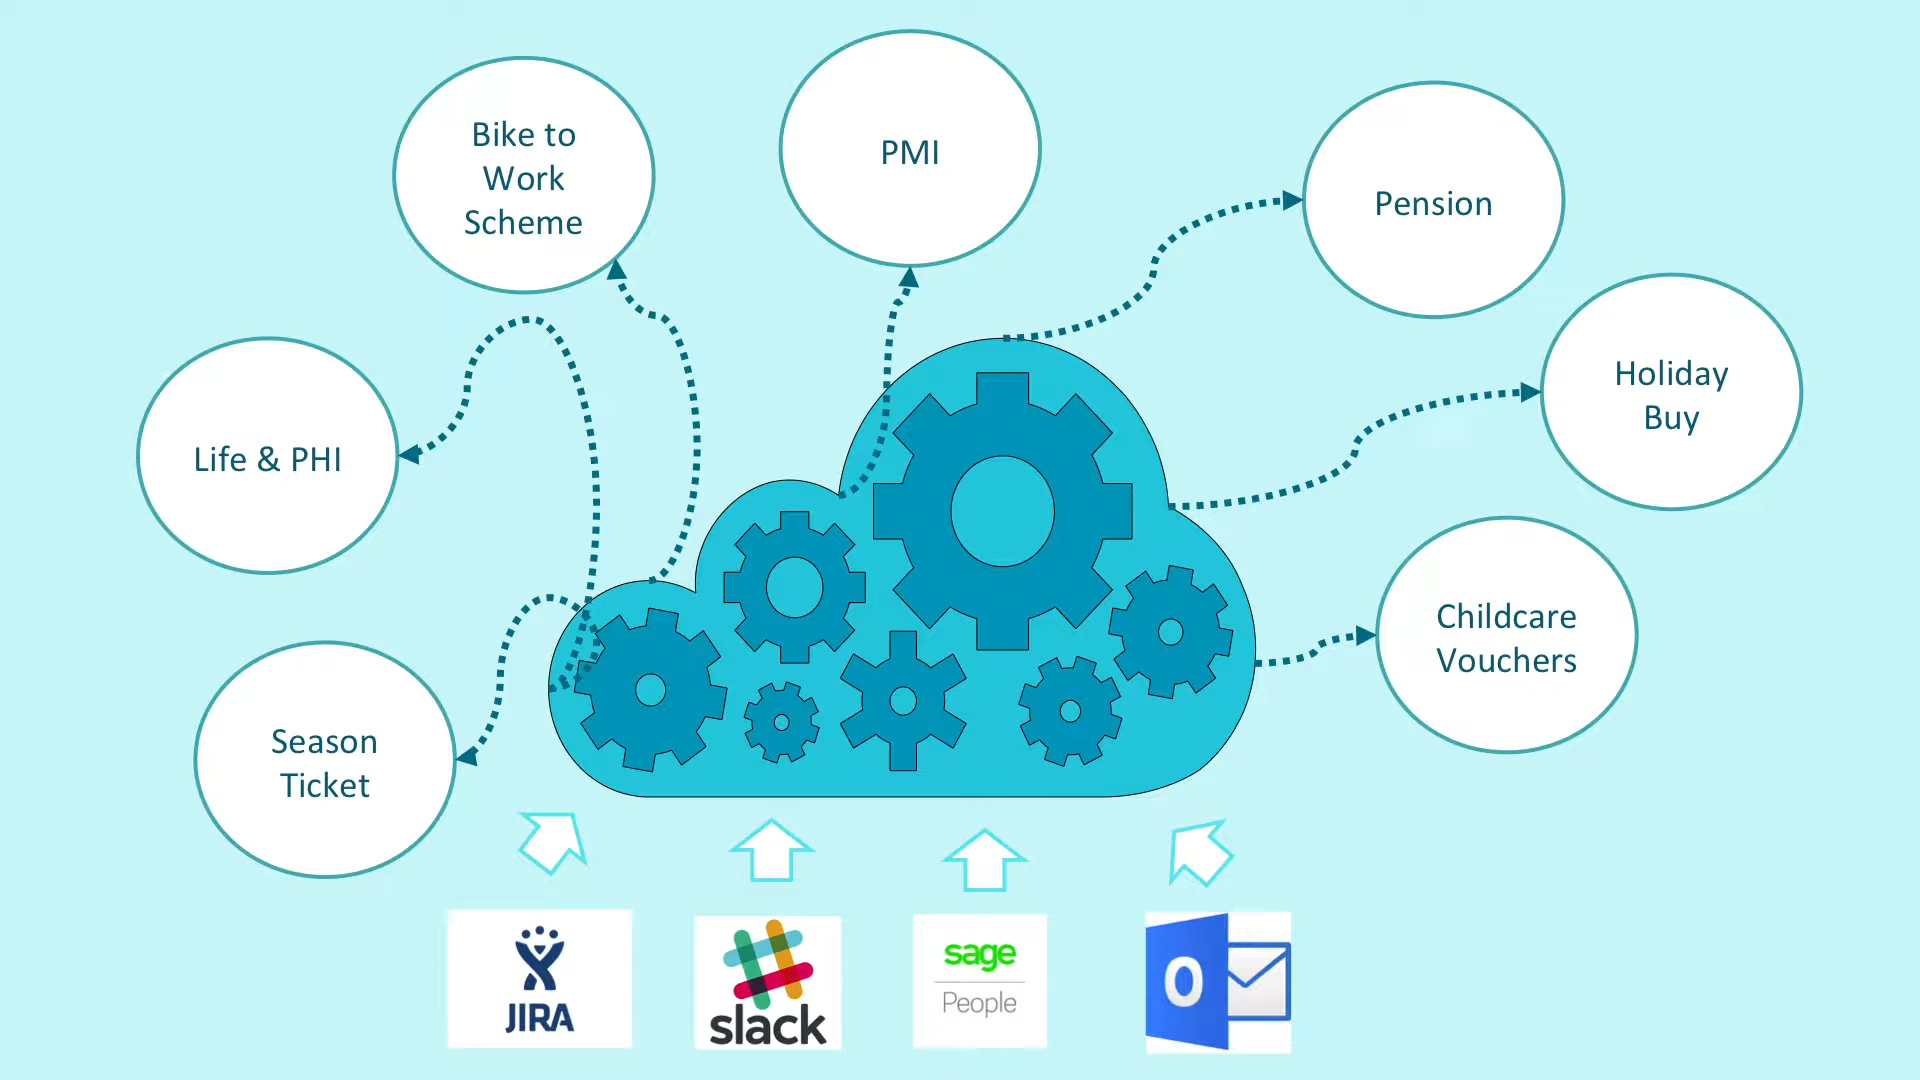 Bike to
Work
Scheme
PMI
Pension
Holiday
Buy
Life & PHI
Childcare
Vouchers
Season
Ticket
JIRA
slack
sage
People
O